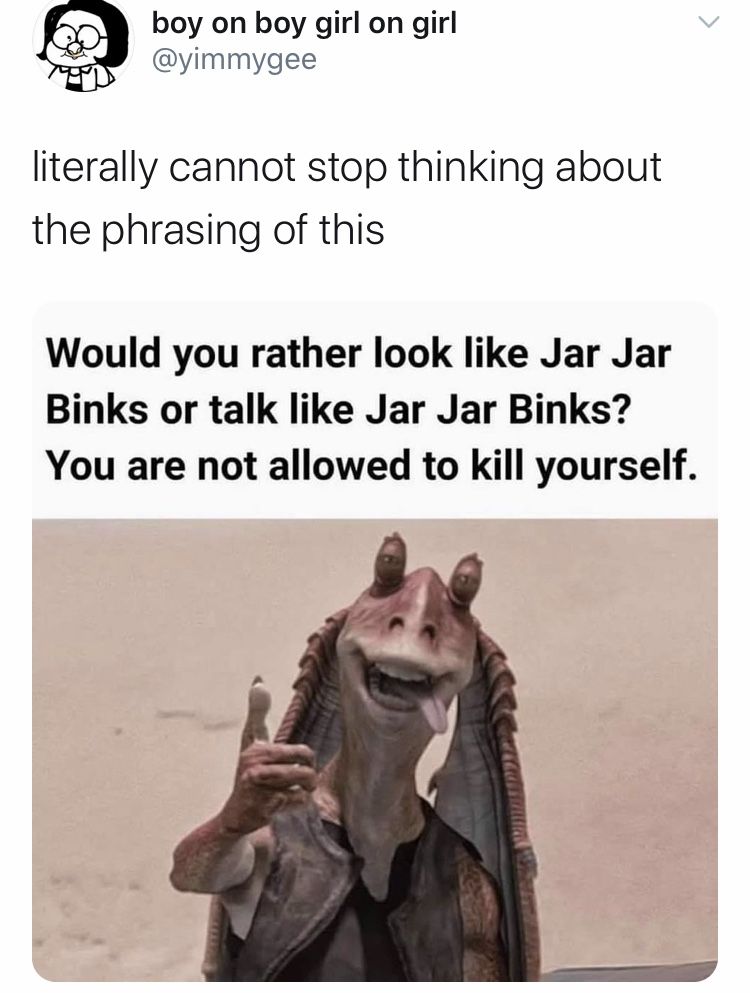 boy on boy girl on girl
@yimmygee
literally cannot stop thinking about
the phrasing of this
Would you rather look like Jar Jar
Binks or talk like Jar Jar Binks?
You are not allowed to kill yourself.